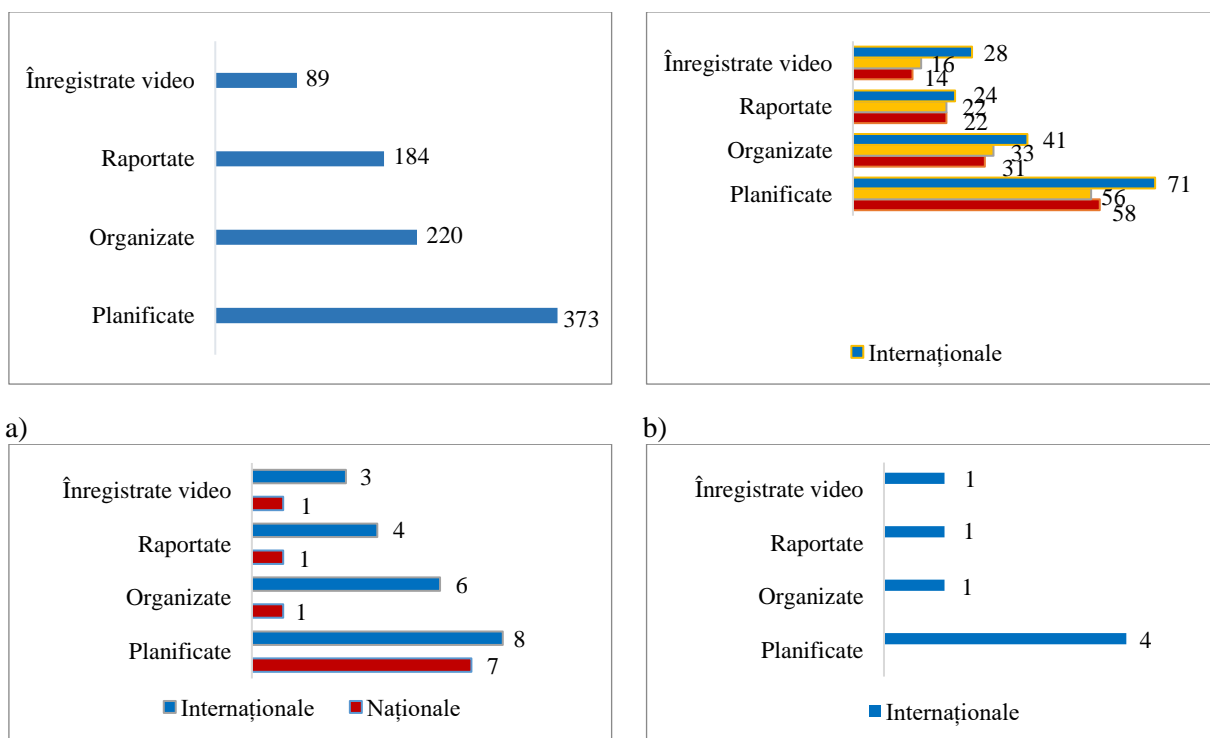 Înregistrate video 89
Raportate 184
Organizate 220
Planificate 373
Înregistrate video 28
16
14
Raportate 24
22
22
Organizate 41
33
31
Planificate 71
56
58
Internaționale
a)
b)
Înregistrate video 3
1
Raportate 4
1
Organizate 6
1
Planificate 8
7
Internaționale Naționale
Înregistrate video 1
Raportate 1
Organizate 1
Planificate 4
Internaționale